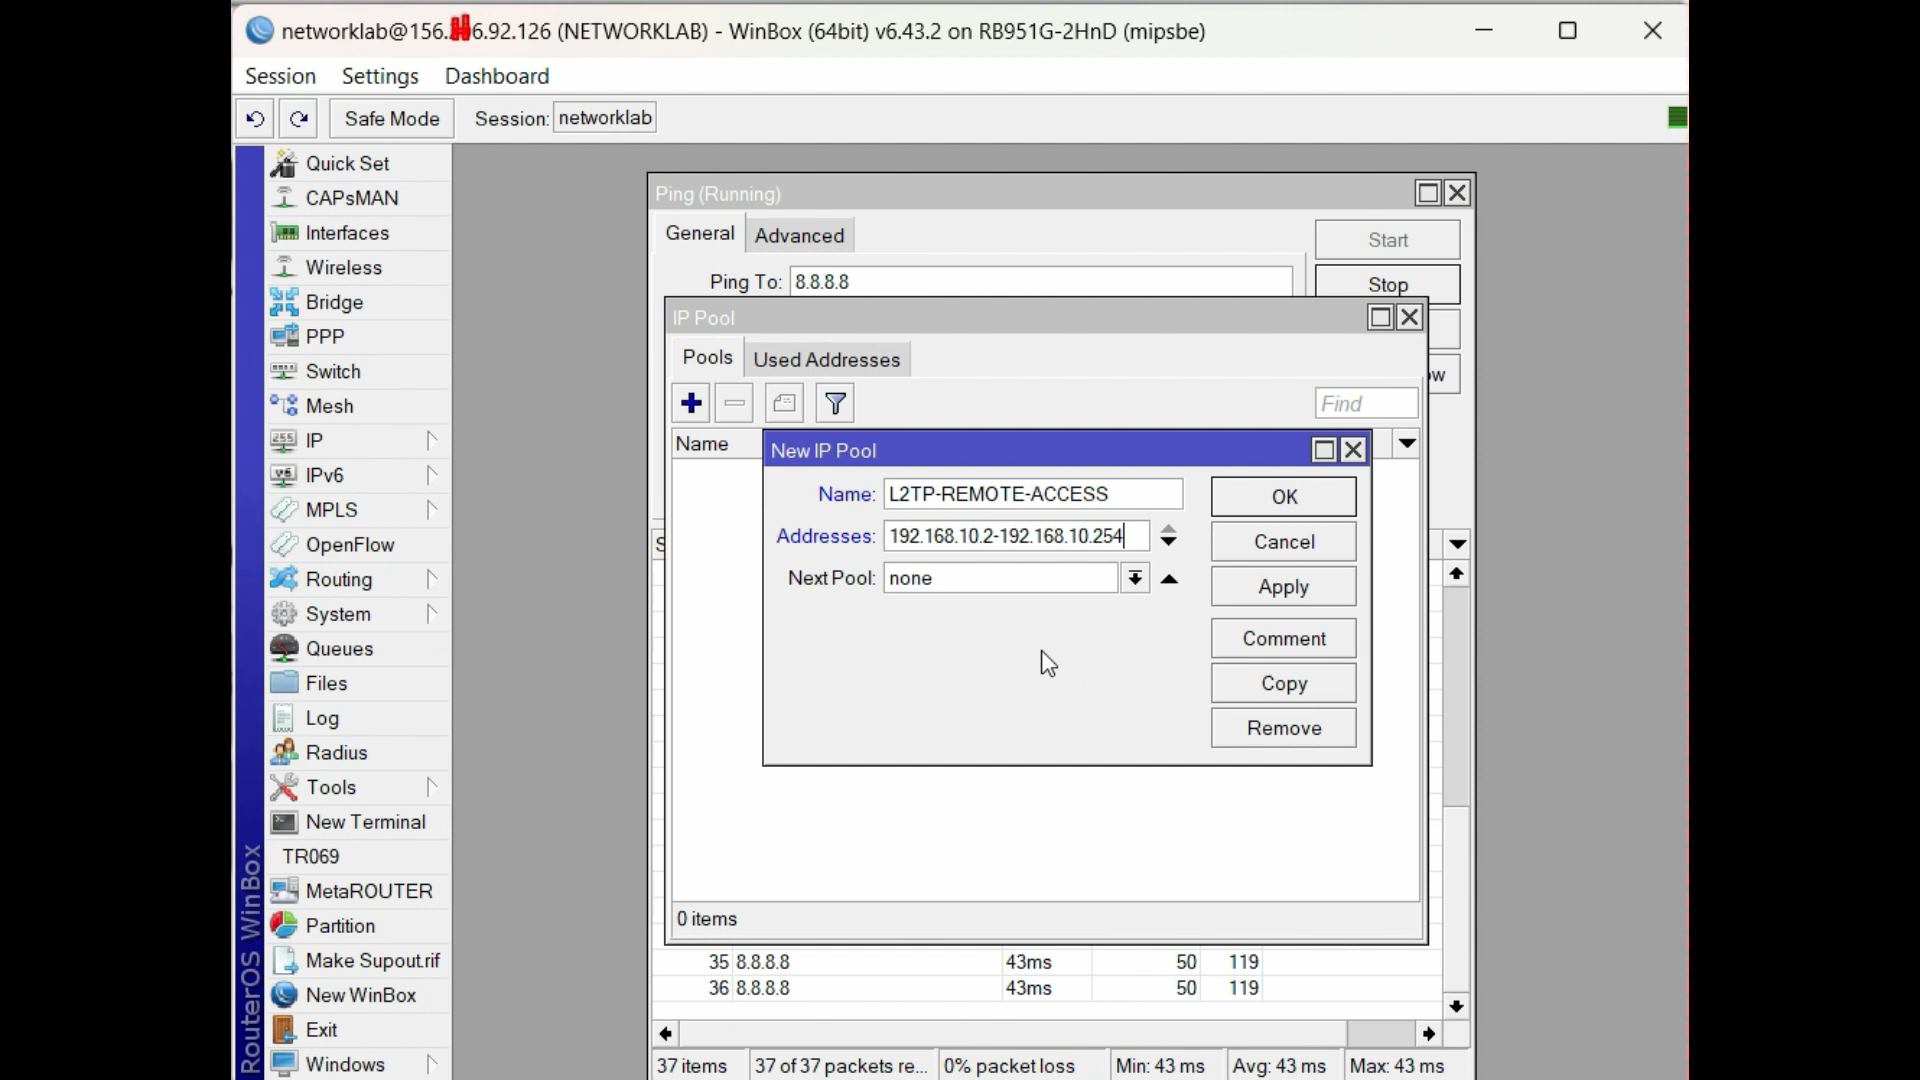 networklab@156. 6.92.126 (NETWORKLAB) - WinBox (64bit) v6.43.2 on RB951G-2HnD (mipsbe)
Session Settings Dashboard
Safe Mode Session: networklab
Quick Set
CAPsMAN
Interfaces
Wireless
Bridge
PPP
Switch
Mesh
IP
IPv6
MPLS
OpenFlow
Routing
System
Queues
Files
Log
Radius
Tools
New Terminal
TR069
MetaROUTER
Partition
Make Supout.rif
New WinBox
Exit
Windows
RouterOS WinBox
Ping (Running)
General Advanced
Start
Ping To: 8.8.8.8
Stop
IP Pool
Pools Used Addresses
Find
Name
New IP Pool
Name: L2TP-REMOTE-ACCESS
OK
Addresses: 192.168.10.2-192.168.10.254
Cancel
Next Pool: none
Apply
Comment
Copy
Remove
0 items
35 8.8.8.8 43ms 50 119
36 8.8.8.8 43ms 50 119
37 items 37 of 37 packets re... 0% packet loss Min: 43 ms Avg: 43 ms Max: 43 ms